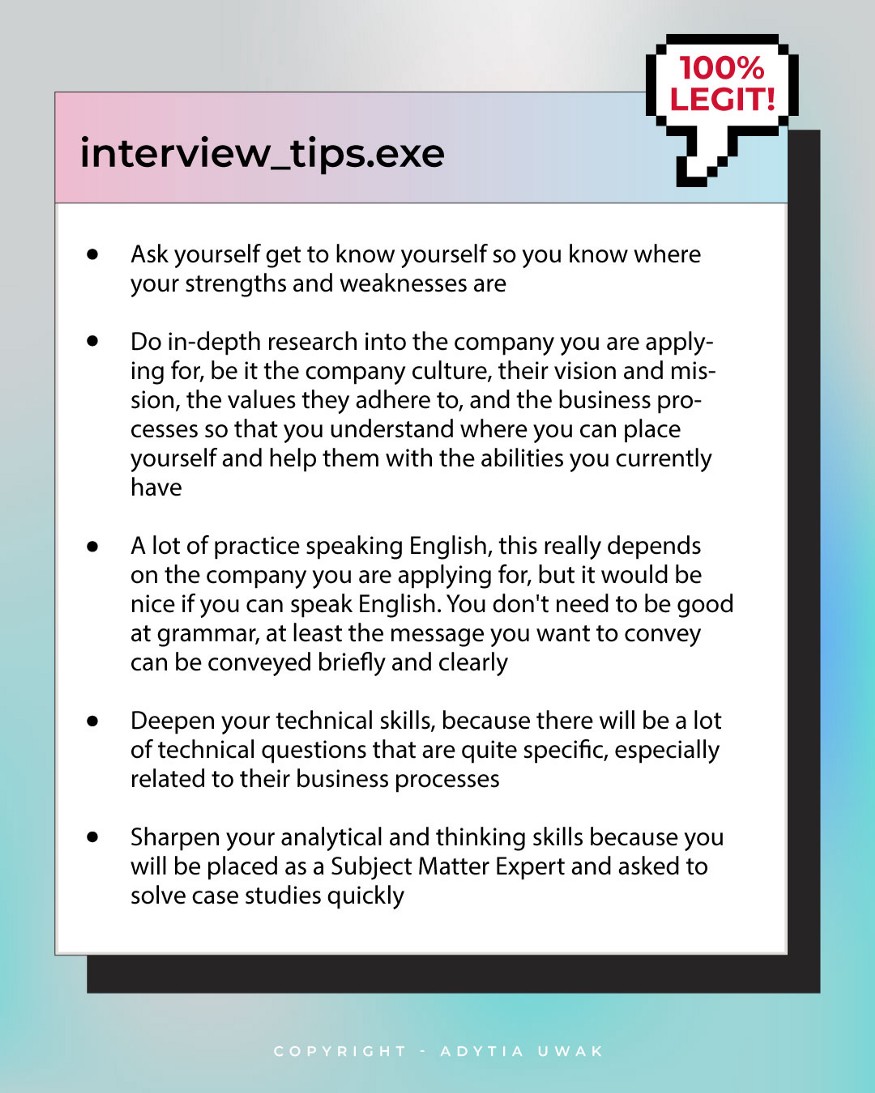 100%
LEGIT!
interview_tips.exe
● Ask yourself get to know yourself so you know where
your strengths and weaknesses are
● Do in-depth research into the company you are apply-
ing for, be it the company culture, their vision and mis-
sion, the values they adhere to, and the business pro-
cesses so that you understand where you can place
yourself and help them with the abilities you currently
have
● A lot of practice speaking English, this really depends
on the company you are applying for, but it would be
nice if you can speak English. You don't need to be good
at grammar, at least the message you want to convey
can be conveyed briefly and clearly
● Deepen your technical skills, because there will be a lot
of technical questions that are quite specific, especially
related to their business processes
● Sharpen your analytical and thinking skills because you
will be placed as a Subject Matter Expert and asked to
solve case studies quickly
COPYRIGHT - ADYTIA UWAK